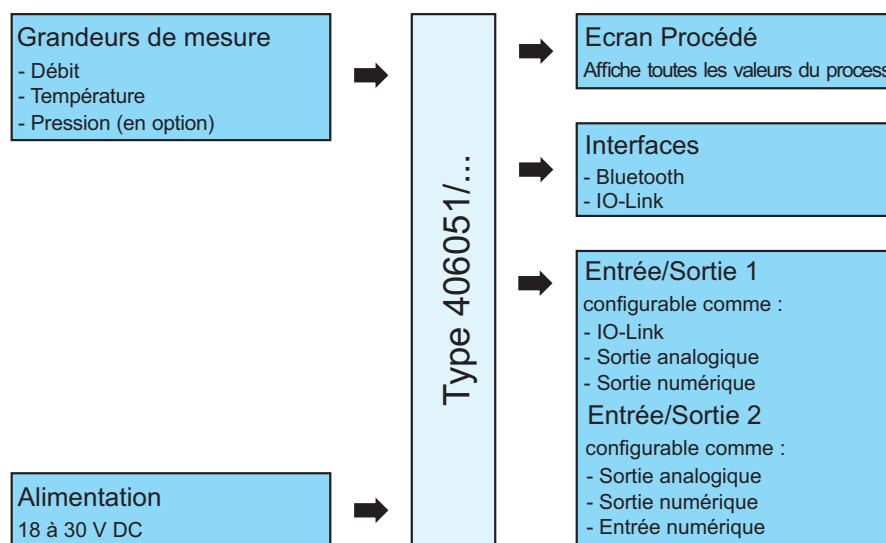 Grandeurs de mesure
- Débit
- Température
- Pression (en option)
Alimentation
18 à 30 V DC
Type 406051/...
Ecran Procédé
Affiche toutes les valeurs du process
Interfaces
- Bluetooth
- IO-Link
Entrée/Sortie 1
configurable comme :
- IO-Link
- Sortie analogique
- Sortie numérique
Entrée/Sortie 2
configurable comme :
- Sortie analogique
- Sortie numérique
- Entrée numérique